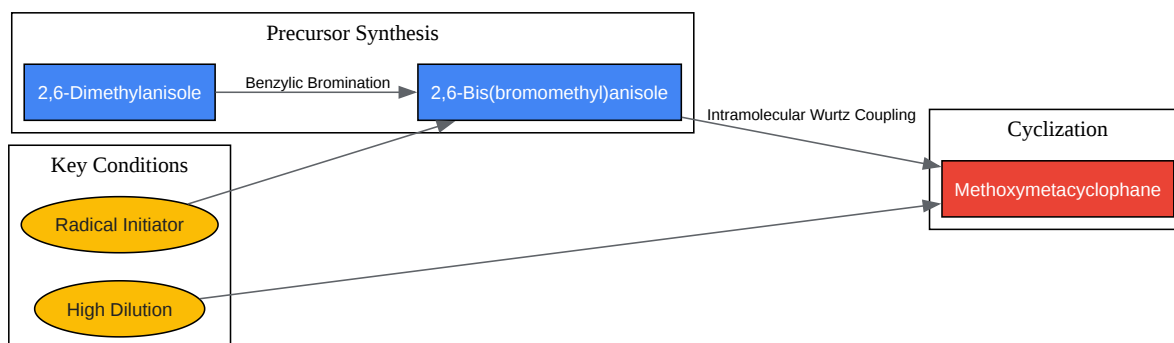 Precursor Synthesis
2,6-Dimethylanisole
Benzylic Bromination
2,6-Bis(bromomethyl)anisole
Intramolecular Wurtz Coupling
Cyclization
Methoxymetacyclophane
Key Conditions
Radical Initiator
High Dilution